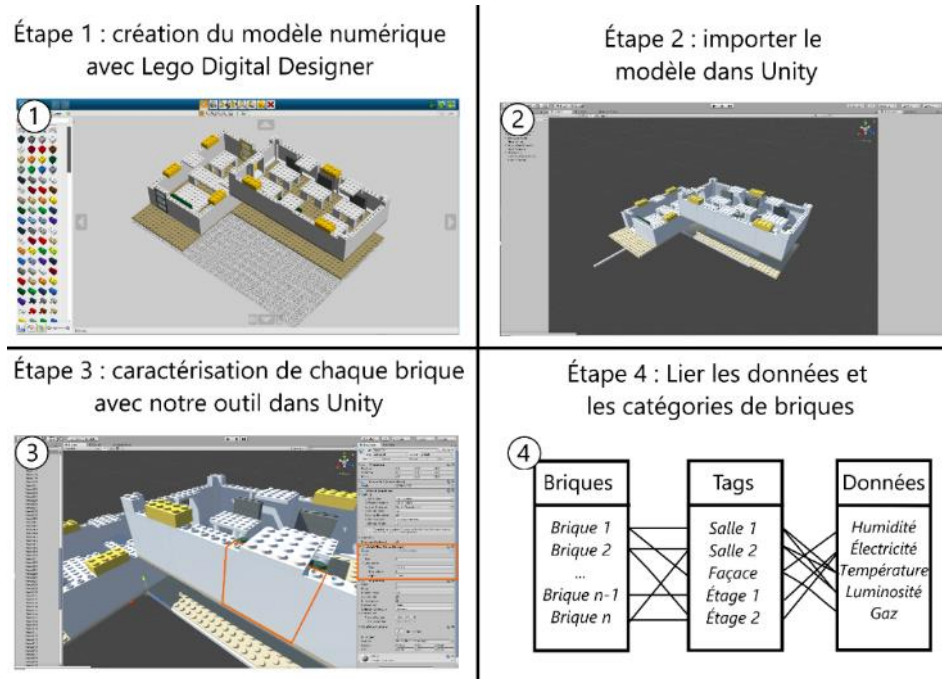 Étape 1 : création du modèle numérique
avec Lego Digital Designer
1
Étape 2 : importer le
modèle dans Unity
2
Étape 3 : caractérisation de chaque brique
avec notre outil dans Unity
3
Étape 4 : Lier les données et
les catégories de briques
4
Briques
Brique 1
Brique 2
...
Brique n-1
Brique n
Tags
Salle 1
Salle 2
Façace
Étage 1
Étage 2
Données
Humidité
Électricité
Température
Luminosité
Gaz